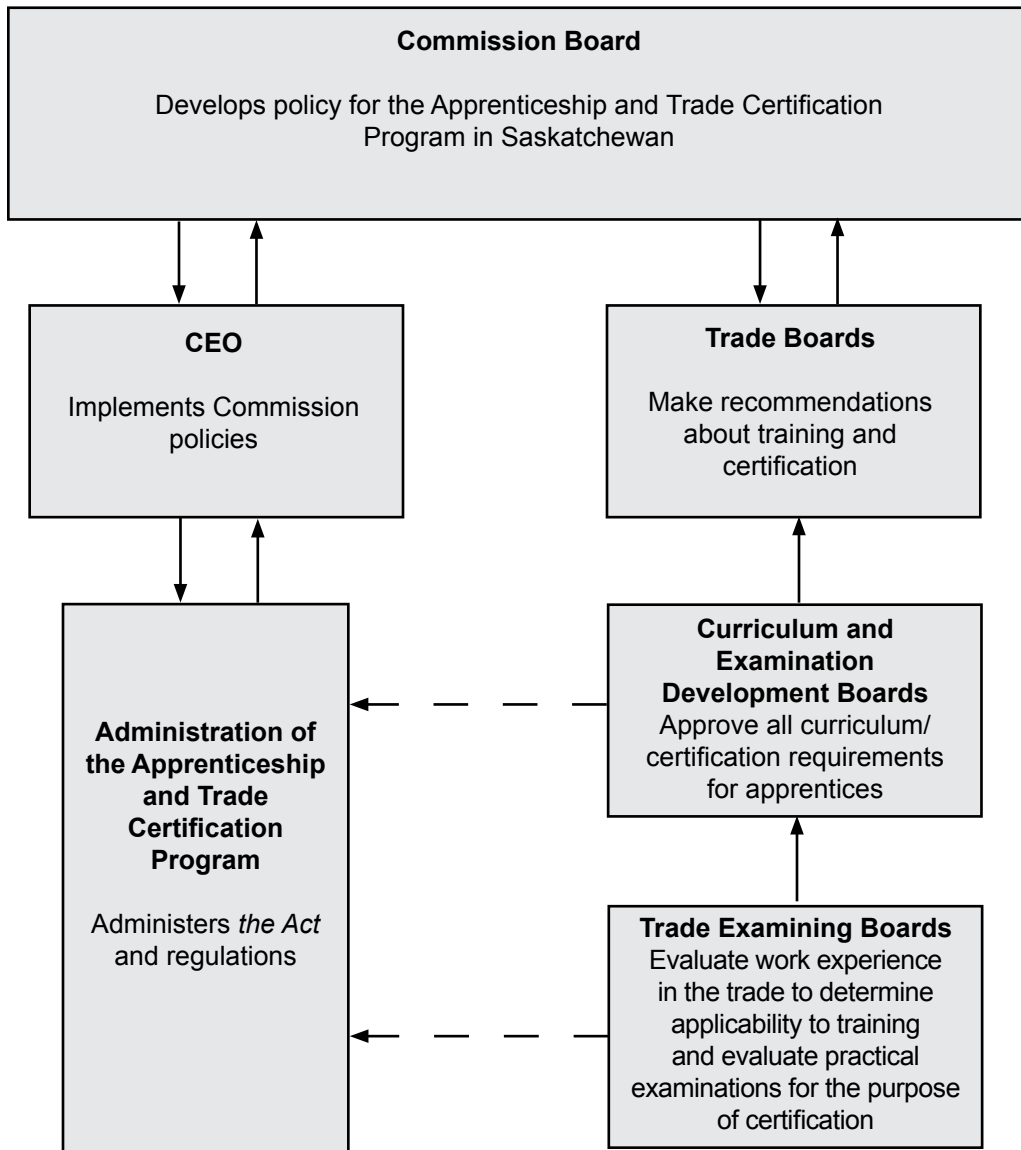 Commission Board
Develops policy for the Apprenticeship and Trade Certification
Program in Saskatchewan
CEO
Implements Commission
policies
Trade Boards
Make recommendations
about training and
certification
Administration of
the Apprenticeship
and Trade
Certification
Program
Administers the Act
and regulations
Curriculum and
Examination
Development Boards
Approve all curriculum/
certification requirements
for apprentices
Trade Examining Boards
Evaluate work experience
in the trade to determine
applicability to training
and evaluate practical
examinations for the purpose
of certification